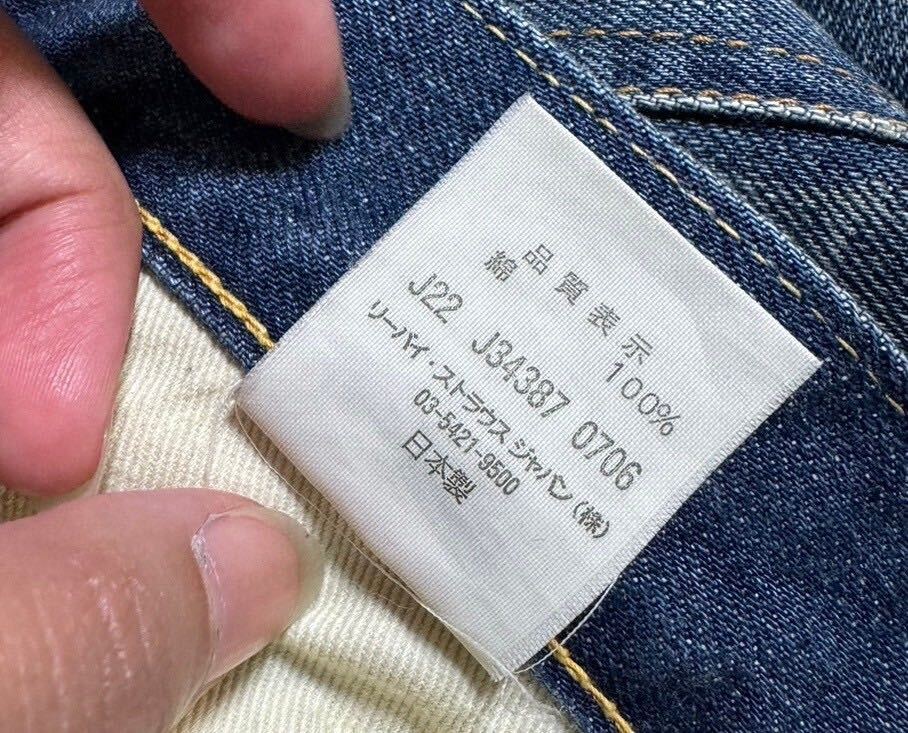 品質表示
綿 100%
J22 J34387 0706
リーバイ・ストラウス ジャパン(株)
03-5421-9500
日本製